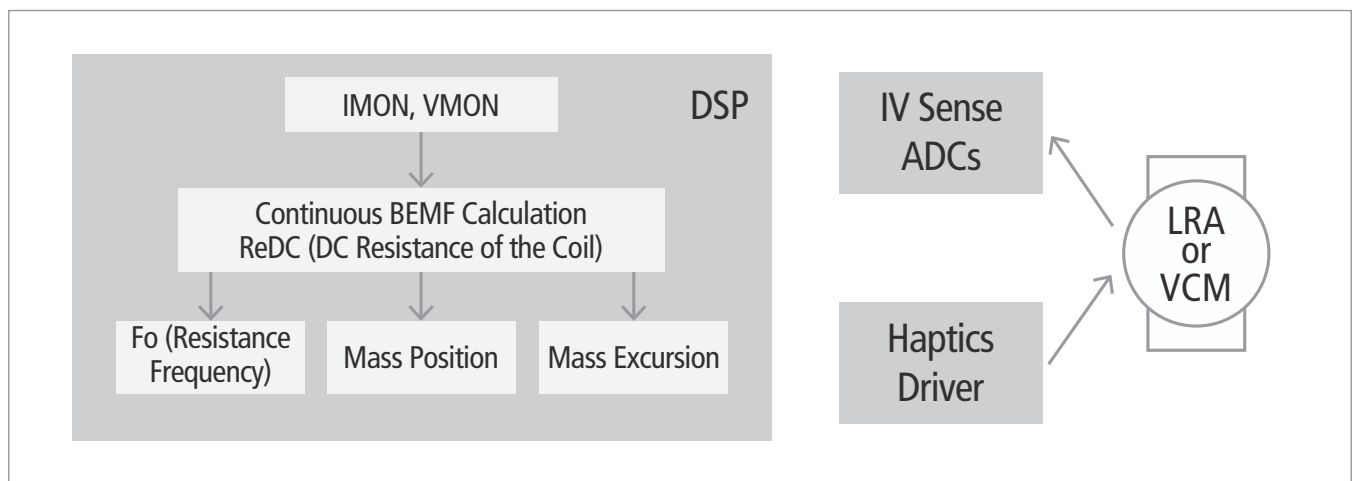 IMON, VMON
DSP
Continuous BEMF Calculation
ReDC (DC Resistance of the Coil)
Fo (Resistance
Frequency)
Mass Position
Mass Excursion
IV Sense
ADCs
Haptics
Driver
LRA
or
VCM